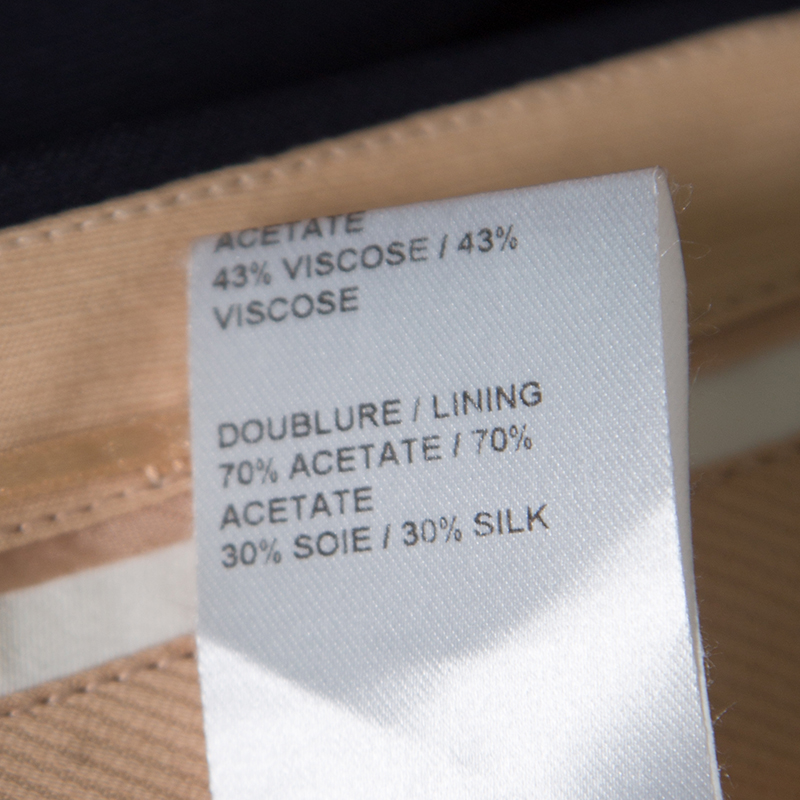 ACETATE
43% VISCOSE / 43%
VISCOSE
DOUBLURE / LINING
70% ACETATE / 70%
ACETATE
30% SOIE / 30% SILK